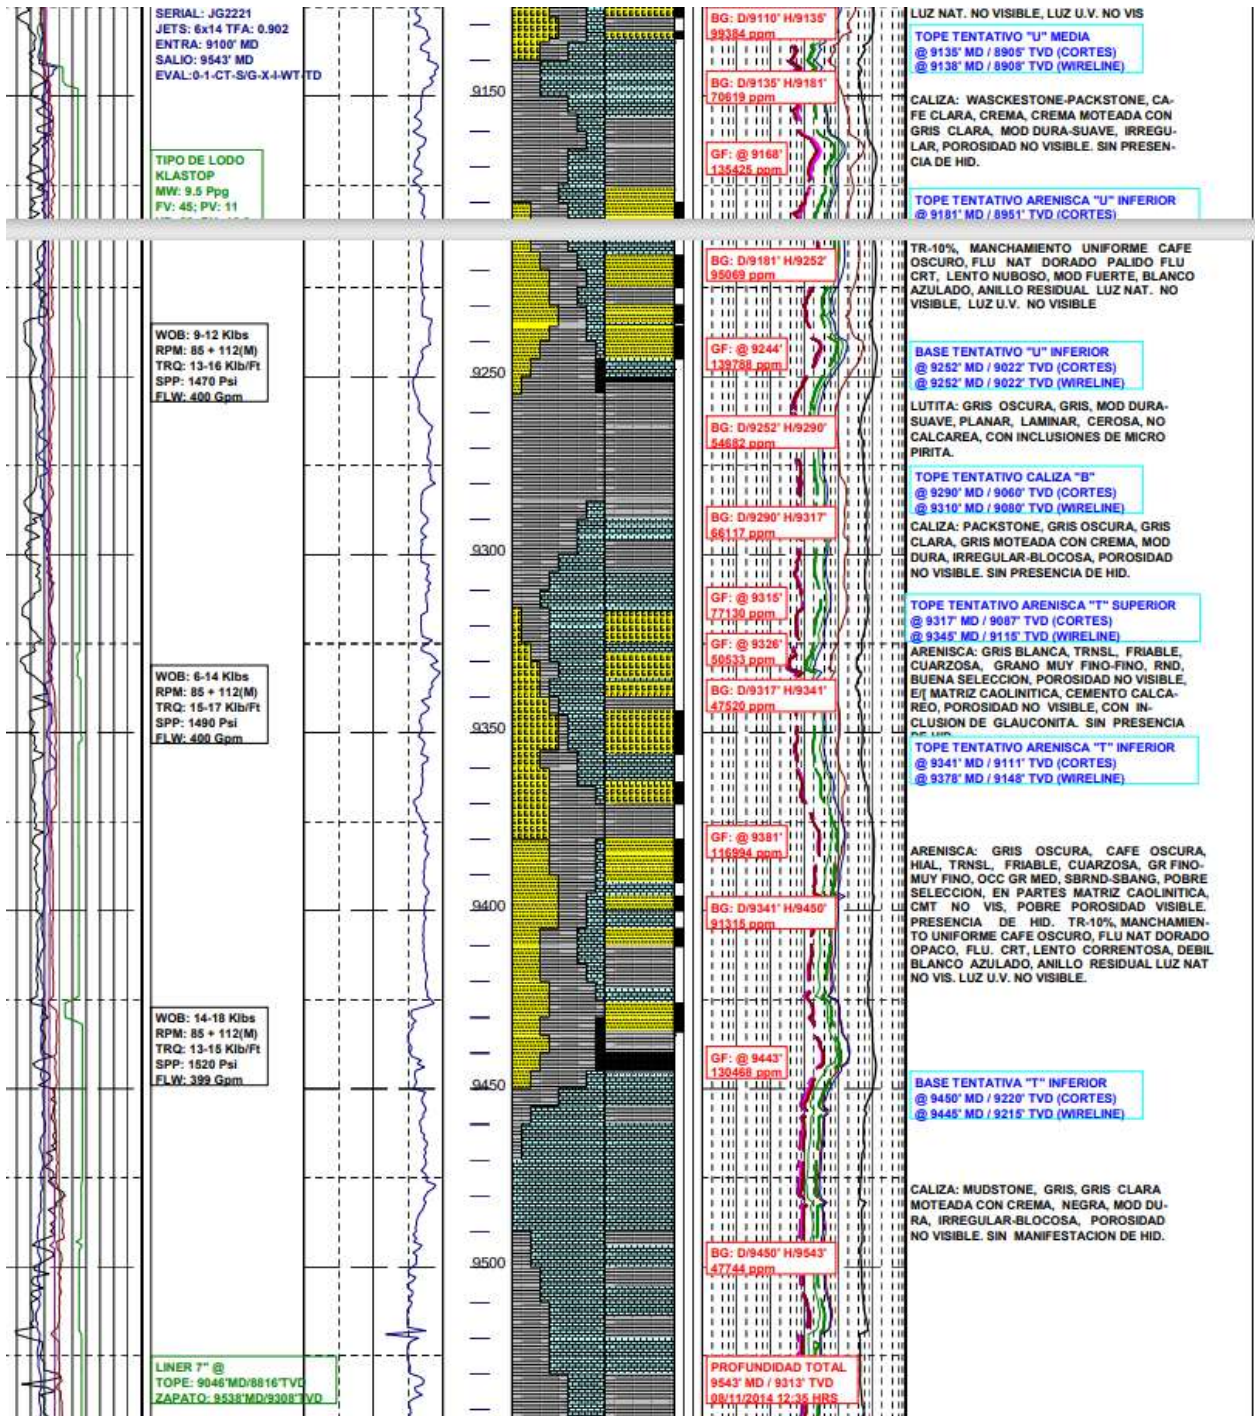 SERIAL: JG2221
JETS: 6x14 TFA: 0.902
ENTRA: 9100' MD
SALIO: 9543' MD
EVAL:0-1-CT-S/G-X-I-WT-TD
TIPO DE LODO
KLASTOP
MW: 9.5 Ppg
FV: 45; PV: 11
WOB: 9-12 Klbs
RPM: 85 + 112(M)
TRQ: 13-16 Klb/Ft
SPP: 1470 Psi
FLW: 400 Gpm
WOB: 6-14 Klbs
RPM: 85 + 112(M)
TRQ: 15-17 Klb/Ft
SPP: 1490 Psi
FLW: 400 Gpm
WOB: 14-18 Klbs
RPM: 85 + 112(M)
TRQ: 13-15 Klb/Ft
SPP: 1520 Psi
FLW: 399 Gpm
LINER 7" @
TOPE: 9046'MD/8816'TVD
ZAPATO: 9538'MD/9308'TVD
9150
9250
9300
9350
9400
9450
9500
BG: D/9110' H/9135'
99384 ppm
BG: D/9135' H/9181'
70619 ppm
GF: @ 9168'
135425 ppm
BG: D/9181' H/9252'
95069 ppm
GF: @ 9244'
139788 ppm
BG: D/9252' H/9290'
54682 ppm
BG: D/9290' H/9317'
66117 ppm
GF: @ 9315'
77130 ppm
GF: @ 9326'
50533 ppm
BG: D/9317' H/9341'
47520 ppm
GF: @ 9381'
116994 ppm
BG: D/9341' H/9450'
91315 ppm
GF: @ 9443'
130468 ppm
BG: D/9450' H/9543'
47744 ppm
PROFUNDIDAD TOTAL
9543' MD / 9313' TVD
08/11/2014 12:35 HRS
LUZ NAT. NO VISIBLE, LUZ U.V. NO VIS
TOPE TENTATIVO "U" MEDIA
@ 9135' MD / 8905' TVD (CORTES)
@ 9138' MD / 8908' TVD (WIRELINE)
CALIZA: WASCKESTONE-PACKSTONE, CA-
FE CLARA, CREMA, CREMA MOTEADA CON
GRIS CLARA, MOD DURA-SUAVE, IRREGU-
LAR, POROSIDAD NO VISIBLE. SIN PRESEN-
CIA DE HID.
TOPE TENTATIVO ARENISCA "U" INFERIOR
@ 9181' MD / 8951' TVD (CORTES)
TR-10%, MANCHAMIENTO UNIFORME CAFE
OSCURO, FLU NAT DORADO PALIDO FLU
CRT, LENTO NUBOSO, MOD FUERTE, BLANCO
AZULADO, ANILLO RESIDUAL LUZ NAT. NO
VISIBLE, LUZ U.V. NO VISIBLE
BASE TENTATIVO "U" INFERIOR
@ 9252' MD / 9022' TVD (CORTES)
@ 9252' MD / 9022' TVD (WIRELINE)
LUTITA: GRIS OSCURA, GRIS, MOD DURA-
SUAVE, PLANAR, LAMINAR, CEROSA, NO
CALCAREA, CON INCLUSIONES DE MICRO
PIRITA.
TOPE TENTATIVO CALIZA "B"
@ 9290' MD / 9060' TVD (CORTES)
@ 9310' MD / 9080' TVD (WIRELINE)
CALIZA: PACKSTONE, GRIS OSCURA, GRIS
CLARA, GRIS MOTEADA CON CREMA, MOD
DURA, IRREGULAR-BLOCOSA, POROSIDAD
NO VISIBLE. SIN PRESENCIA DE HID.
TOPE TENTATIVO ARENISCA "T" SUPERIOR
@ 9317' MD / 9087' TVD (CORTES)
@ 9345' MD / 9115' TVD (WIRELINE)
ARENISCA: GRIS BLANCA, TRNSL, FRIABLE,
CUARZOSA, GRANO MUY FINO-FINO, RND,
BUENA SELECCION, POROSIDAD NO VISIBLE,
E/[ MATRIZ CAOLINITICA, CEMENTO CALCA-
REO, POROSIDAD NO VISIBLE, CON IN-
CLUSION DE GLAUCONITA. SIN PRESENCIA
DE HID.
TOPE TENTATIVO ARENISCA "T" INFERIOR
@ 9341' MD / 9111' TVD (CORTES)
@ 9378' MD / 9148' TVD (WIRELINE)
ARENISCA: GRIS OSCURA, CAFE OSCURA,
HIAL, TRNSL, FRIABLE, CUARZOSA, GR FINO-
MUY FINO, OCC GR MED, SBRND-SBANG, POBRE
SELECCION, EN PARTES MATRIZ CAOLINITICA,
CMT NO VIS, POBRE POROSIDAD VISIBLE.
PRESENCIA DE HID. TR-10%, MANCHAMIEN-
TO UNIFORME CAFE OSCURO, FLU NAT DORADO
OPACO, FLU. CRT, LENTO CORRENTOSA, DEBIL
BLANCO AZULADO, ANILLO RESIDUAL LUZ NAT
NO VIS. LUZ U.V. NO VISIBLE.
BASE TENTATIVA "T" INFERIOR
@ 9450' MD / 9220' TVD (CORTES)
@ 9445' MD / 9215' TVD (WIRELINE)
CALIZA: MUDSTONE, GRIS, GRIS CLARA
MOTEADA CON CREMA, NEGRA, MOD DU-
RA, IRREGULAR-BLOCOSA, POROSIDAD
NO VISIBLE. SIN MANIFESTACION DE HID.